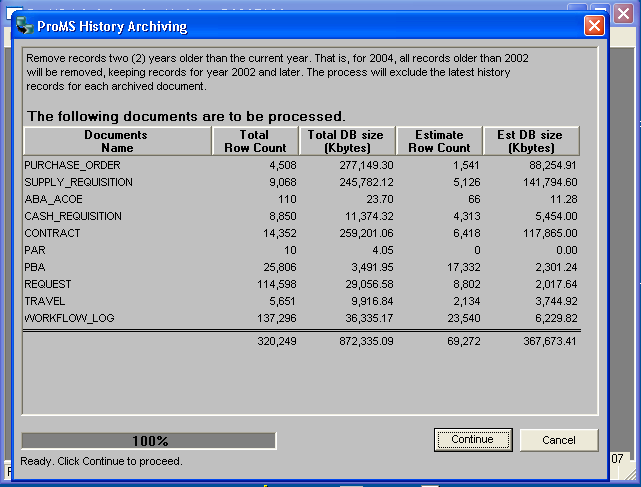 ProMS History Archiving
Remove records two (2) years older than the current year. That is, for 2004, all records older than 2002
will be removed, keeping records for year 2002 and later. The process will exclude the latest history
records for each archived document.
The following documents are to be processed.
Documents Name Total Row Count Total DB size (Kbytes) Estimate Row Count Est DB size (Kbytes)
PURCHASE_ORDER 4,508 277,149.30 1,541 88,254.91
SUPPLY_REQUISITION 9,068 245,782.12 5,126 141,794.60
ABA_ACOE 110 23.70 66 11.28
CASH_REQUISITION 8,850 11,374.32 4,313 5,454.00
CONTRACT 14,352 259,201.06 6,418 117,865.00
PAR 10 4.05 0 0.00
PBA 25,806 3,491.95 17,332 2,301.24
REQUEST 114,598 29,056.58 8,802 2,017.64
TRAVEL 5,651 9,916.84 2,134 3,744.92
WORKFLOW_LOG 137,296 36,335.17 23,540 6,229.82
320,249 872,335.09 69,272 367,673.41
100%
Continue Cancel
Ready. Click Continue to proceed.
07